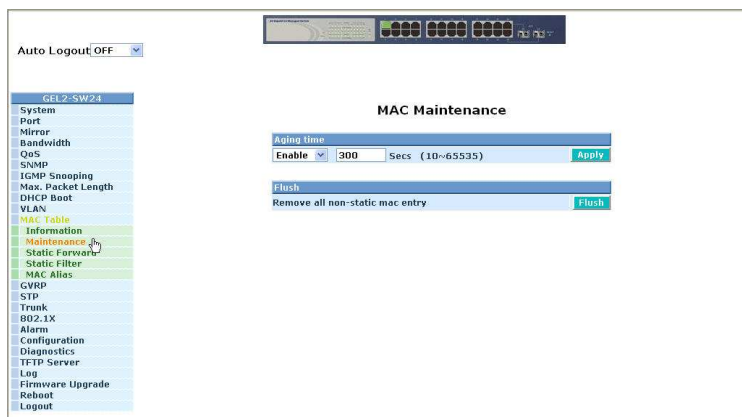 Auto Logout OFF
GEL2-SW24
System
Port
Mirror
Bandwidth
QoS
SNMP
IGMP Snooping
Max. Packet Length
DHCP Boot
VLAN
MAC Table
Information
Maintenance
Static Forward
Static Filter
MAC Alias
GVRP
STP
Trunk
802.1X
Alarm
Configuration
Diagnostics
TFTP Server
Log
Firmware Upgrade
Reboot
Logout
MAC Maintenance
Aging time
Enable 300 Secs (10~65535) Apply
Flush
Remove all non-static mac entry Flush